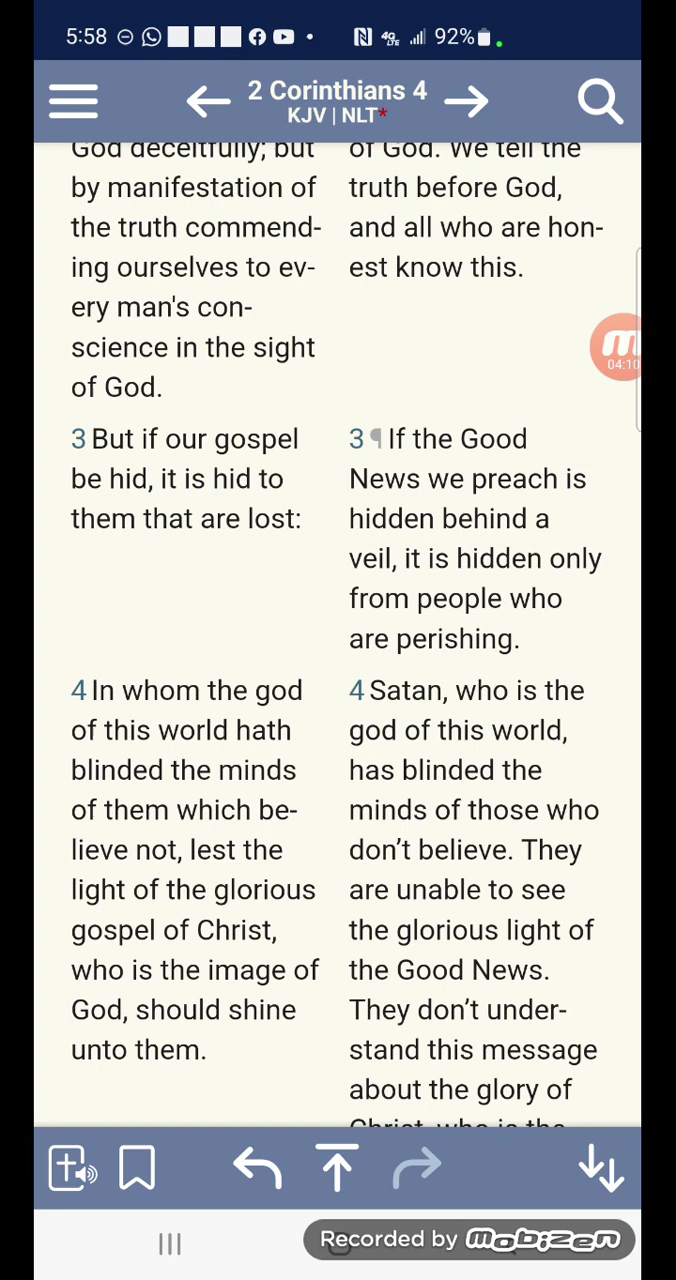 5:58
4G LTE 92%
2 Corinthians 4
KJV | NLT*
God deceitfully; but
by manifestation of
the truth commend-
ing ourselves to ev-
ery man's con-
science in the sight
of God.
of God. We tell the
truth before God,
and all who are hon-
est know this.
04:10
3 But if our gospel
be hid, it is hid to
them that are lost:
3 ¶ If the Good
News we preach is
hidden behind a
veil, it is hidden only
from people who
are perishing.
4 In whom the god
of this world hath
blinded the minds
of them which be-
lieve not, lest the
light of the glorious
gospel of Christ,
who is the image of
God, should shine
unto them.
4 Satan, who is the
god of this world,
has blinded the
minds of those who
don't believe. They
are unable to see
the glorious light of
the Good News.
They don't under-
stand this message
about the glory of
Christ, who is the
Recorded by mobizen